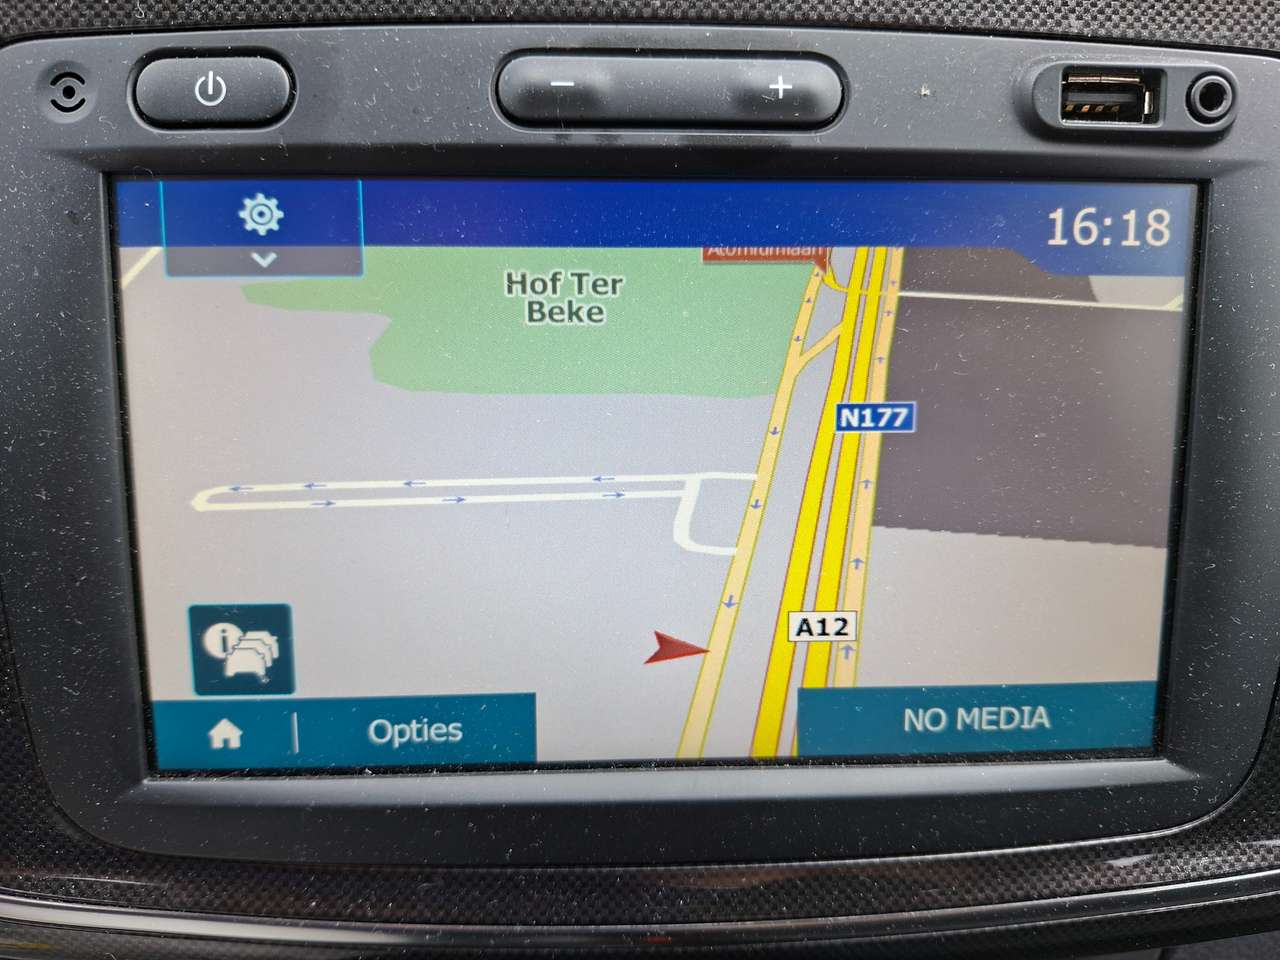 16:18
Hof Ter
Beke
N177
A12
Opties
NO MEDIA